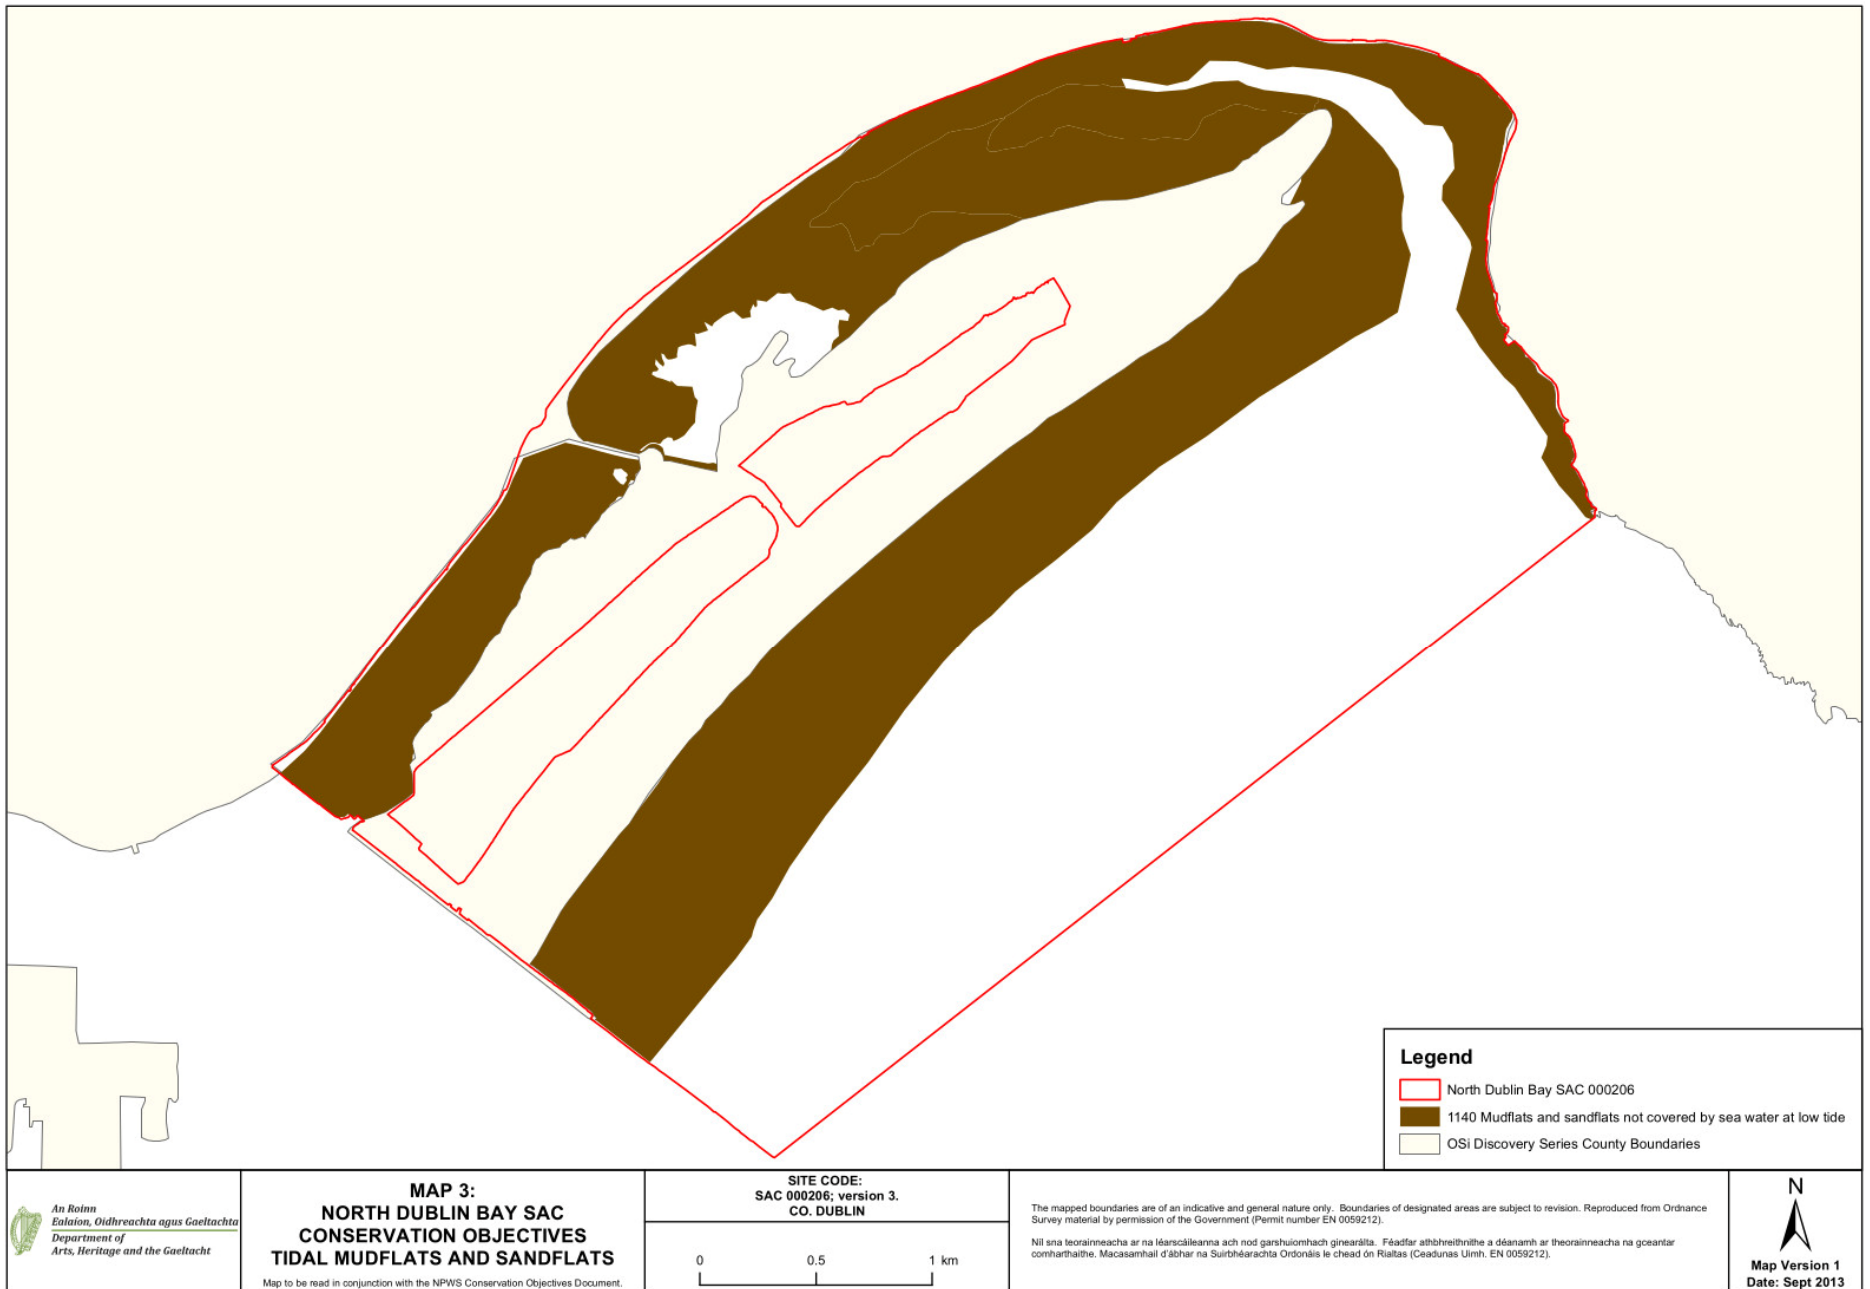 Legend
North Dublin Bay SAC 000206
1140 Mudflats and sandflats not covered by sea water at low tide
OSi Discovery Series County Boundaries
An Roinn
Ealaíon, Oidhreachta agus Gaeltachta
Department of
Arts, Heritage and the Gaeltacht
MAP 3:
NORTH DUBLIN BAY SAC
CONSERVATION OBJECTIVES
TIDAL MUDFLATS AND SANDFLATS
Map to be read in conjunction with the NPWS Conservation Objectives Document.
SITE CODE:
SAC 000206; version 3.
CO. DUBLIN
0 0.5 1 km
The mapped boundaries are of an indicative and general nature only. Boundaries of designated areas are subject to revision. Reproduced from Ordnance
Survey material by permission of the Government (Permit number EN 0059212).
Níl sna teorainneacha ar na léarscáileanna ach nod garshuiomhach ginearálta. Féadfar athbhreithnithe a déanamh ar theorainneacha na gceantar
comharthaithe. Macasamhail d'ábhar na Suirbhéarachta Ordonáis le chead ón Rialtas (Ceadunas Uimh. EN 0059212).
N
Map Version 1
Date: Sept 2013